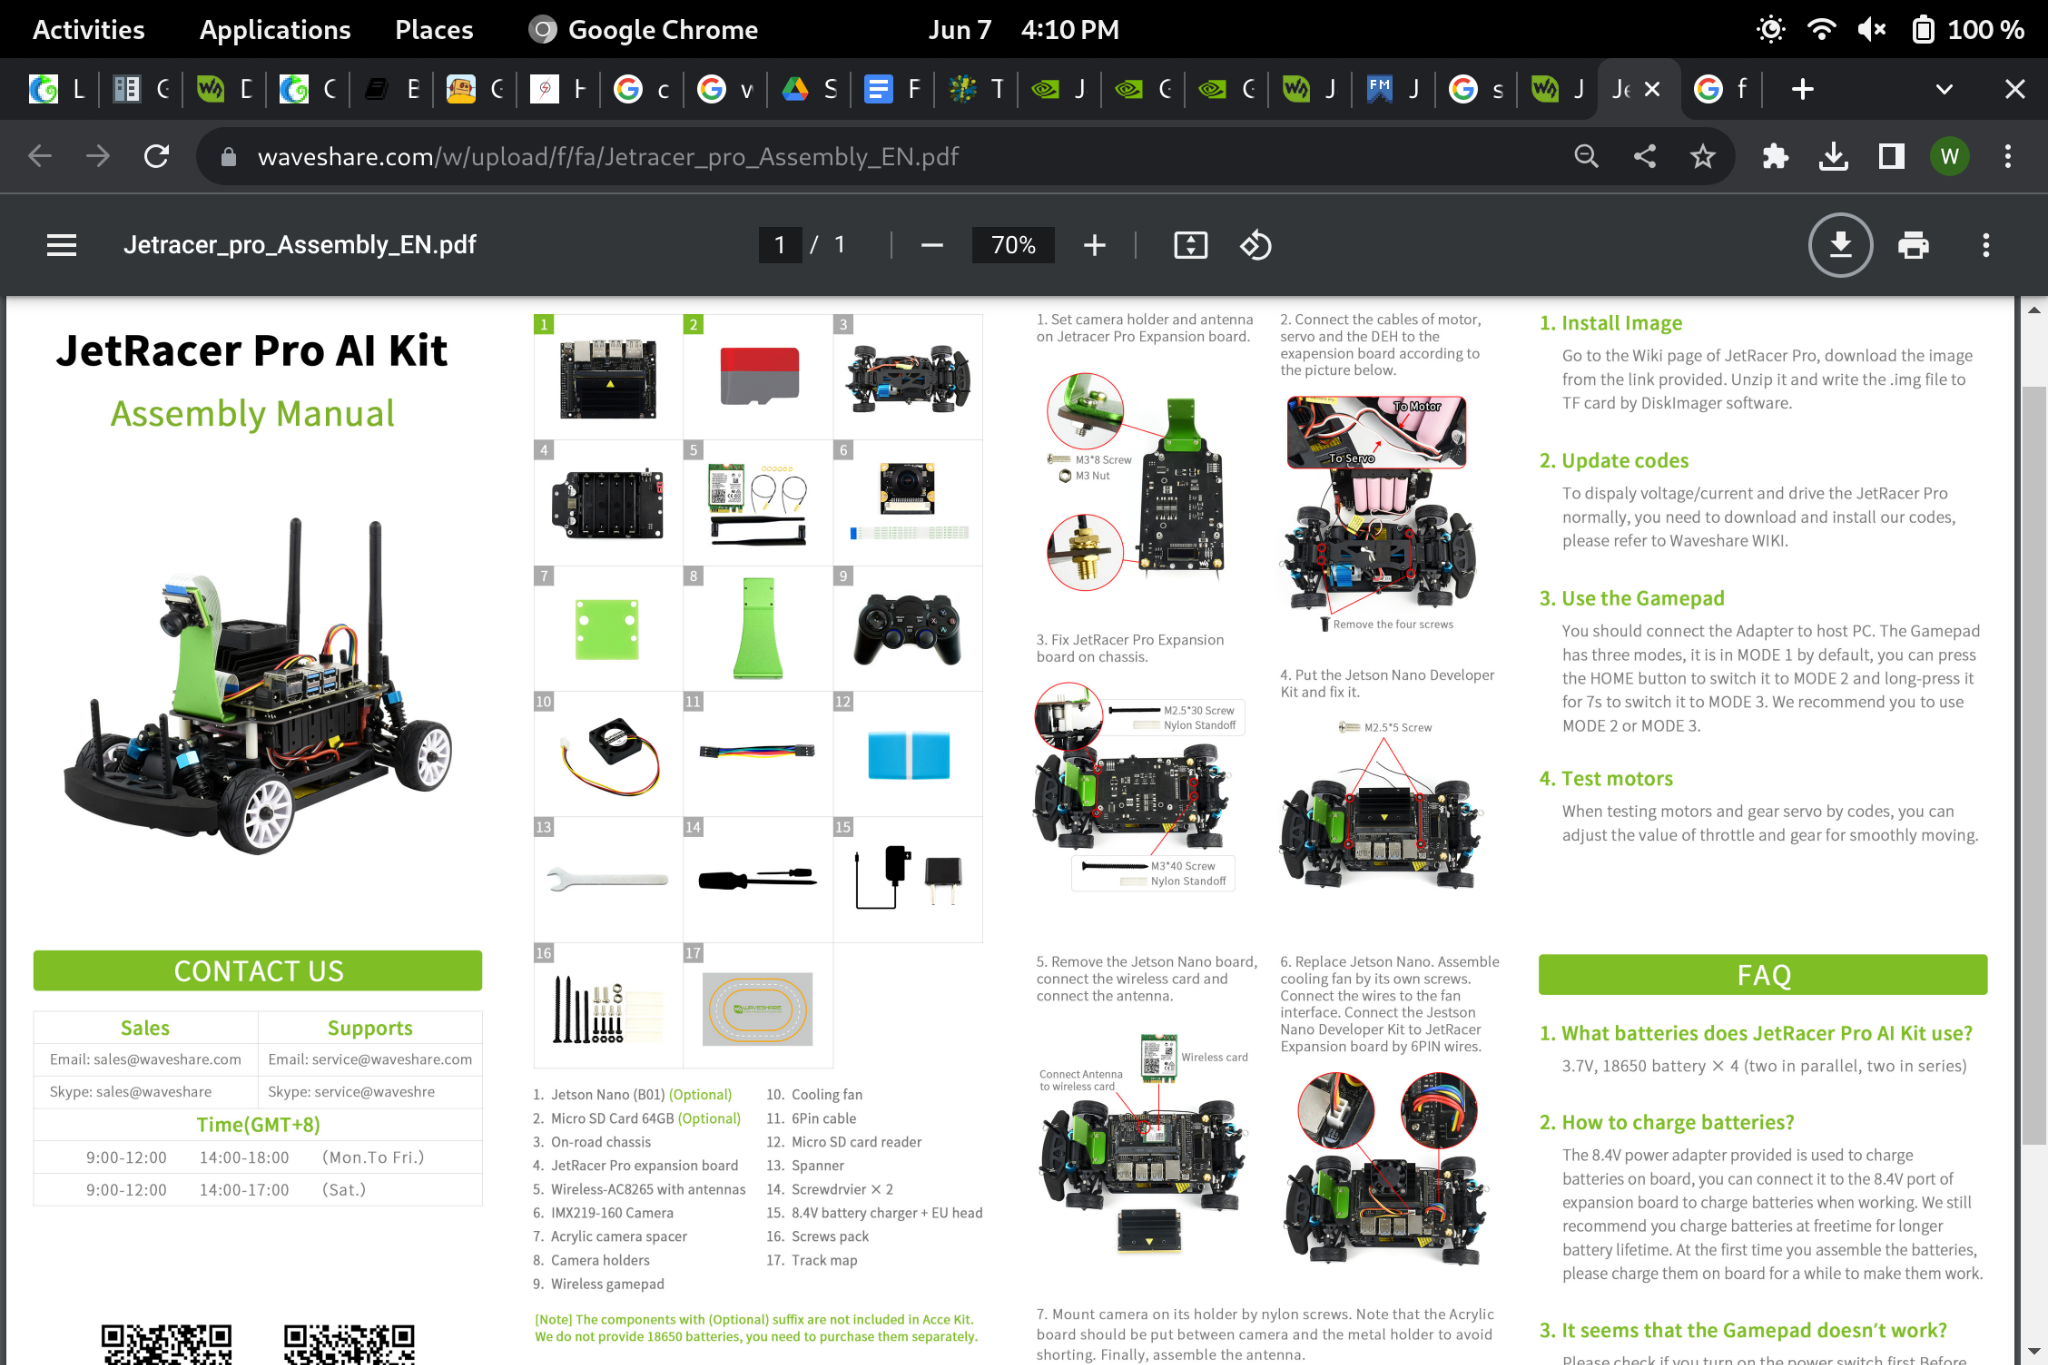 Activities
Applications
Places
Google Chrome
Jun 7 4:10 PM
100 %
L
G
D
C
B
G
H
c
v
S
F
T
J
G
G
J
J
s
J
Je
f
waveshare.com/w/upload/f/fa/Jetracer_pro_Assembly_EN.pdf
W
Jetracer_pro_Assembly_EN.pdf
1 / 1
70%
JetRacer Pro AI Kit
Assembly Manual
CONTACT US
Sales
Supports
Email: sales@waveshare.com
Email: service@waveshare.com
Skype: sales@waveshare
Skype: service@waveshre
Time(GMT+8)
9:00-12:00 14:00-18:00 (Mon.To Fri.)
9:00-12:00 14:00-17:00 (Sat.)
1
2
3
4
5
6
7
8
9
10
11
12
13
14
15
16
17
WAVESHARE
1. Jetson Nano (B01) (Optional)
2. Micro SD Card 64GB (Optional)
3. On-road chassis
4. JetRacer Pro expansion board
5. Wireless-AC8265 with antennas
6. IMX219-160 Camera
7. Acrylic camera spacer
8. Camera holders
9. Wireless gamepad
10. Cooling fan
11. 6Pin cable
12. Micro SD card reader
13. Spanner
14. Screwdrvier × 2
15. 8.4V battery charger + EU head
16. Screws pack
17. Track map
[Note] The components with (Optional) suffix are not included in Acce Kit.
We do not provide 18650 batteries, you need to purchase them separately.
1. Set camera holder and antenna
on Jetracer Pro Expansion board.
M3*8 Screw
M3 Nut
2. Connect the cables of motor,
servo and the DEH to the
exapension board according to
the picture below.
To Motor
To Servo
Remove the four screws
3. Fix JetRacer Pro Expansion
board on chassis.
M2.5*30 Screw
Nylon Standoff
M3*40 Screw
Nylon Standoff
4. Put the Jetson Nano Developer
Kit and fix it.
M2.5*5 Screw
5. Remove the Jetson Nano board,
connect the wireless card and
connect the antenna.
Wireless card
Connect Antenna
to wireless card
6. Replace Jetson Nano. Assemble
cooling fan by its own screws.
Connect the wires to the fan
interface. Connect the Jestson
Nano Developer Kit to JetRacer
Expansion board by 6PIN wires.
7. Mount camera on its holder by nylon screws. Note that the Acrylic
board should be put between camera and the metal holder to avoid
shorting. Finally, assemble the antenna.
1. Install Image
Go to the Wiki page of JetRacer Pro, download the image
from the link provided. Unzip it and write the .img file to
TF card by DiskImager software.
2. Update codes
To dispaly voltage/current and drive the JetRacer Pro
normally, you need to download and install our codes,
please refer to Waveshare WIKI.
3. Use the Gamepad
You should connect the Adapter to host PC. The Gamepad
has three modes, it is in MODE 1 by default, you can press
the HOME button to switch it to MODE 2 and long-press it
for 7s to switch it to MODE 3. We recommend you to use
MODE 2 or MODE 3.
4. Test motors
When testing motors and gear servo by codes, you can
adjust the value of throttle and gear for smoothly moving.
FAQ
1. What batteries does JetRacer Pro AI Kit use?
3.7V, 18650 battery × 4 (two in parallel, two in series)
2. How to charge batteries?
The 8.4V power adapter provided is used to charge
batteries on board, you can connect it to the 8.4V port of
expansion board to charge batteries when working. We still
recommend you charge batteries at freetime for longer
battery lifetime. At the first time you assemble the batteries,
please charge them on board for a while to make them work.
3. It seems that the Gamepad doesn't work?
Please check if you turn on the power switch first.Before